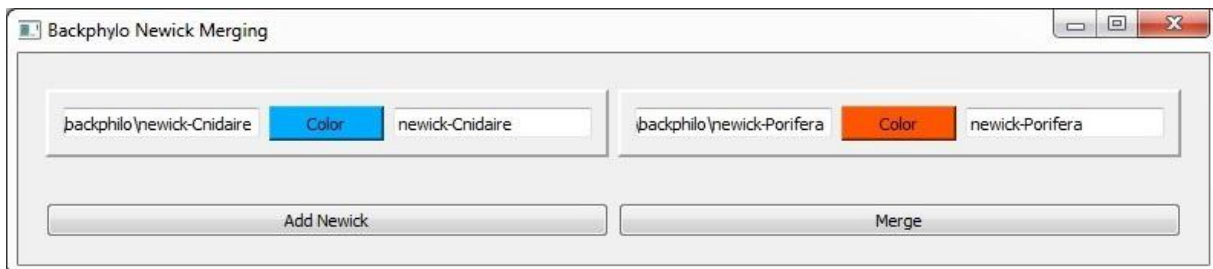 Backphylo Newick Merging
backphilo\newick-Cnidaire Color newick-Cnidaire \backphilo\newick-Porifera Color newick-Porifera
Add Newick Merge